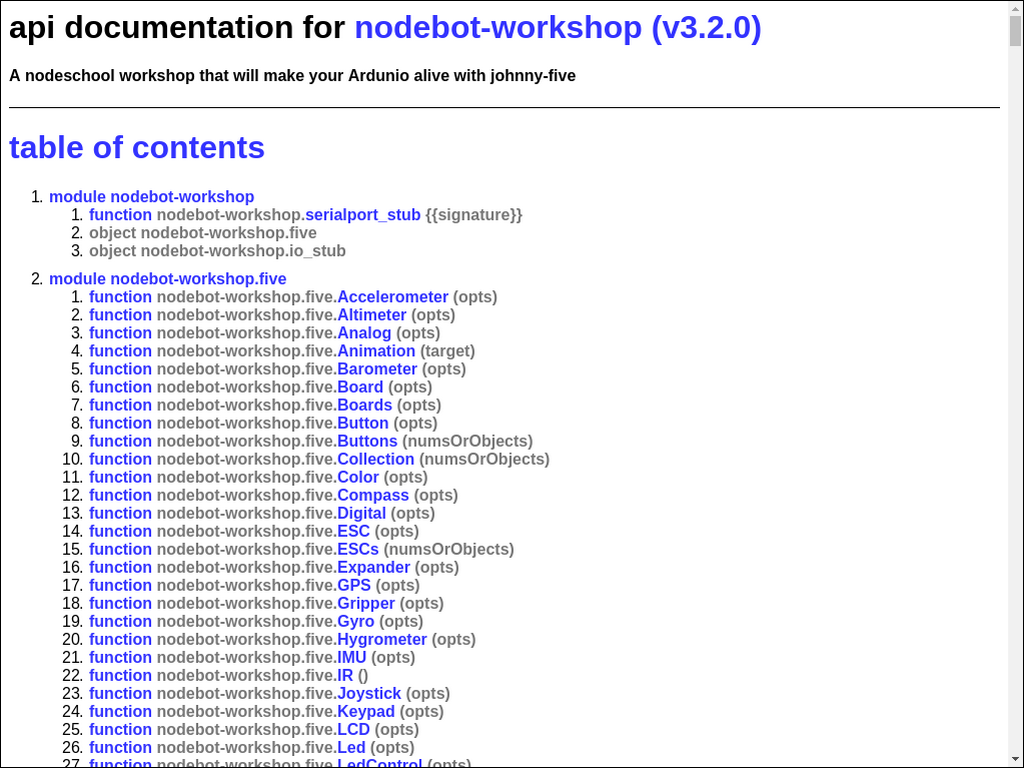 api documentation for nodebot-workshop (v3.2.0)
A nodeschool workshop that will make your Ardunio alive with johnny-five
table of contents
1. module nodebot-workshop
1. function nodebot-workshop.serialport_stub {{signature}}
2. object nodebot-workshop.five
3. object nodebot-workshop.io_stub
2. module nodebot-workshop.five
1. function nodebot-workshop.five.Accelerometer (opts)
2. function nodebot-workshop.five.Altimeter (opts)
3. function nodebot-workshop.five.Analog (opts)
4. function nodebot-workshop.five.Animation (target)
5. function nodebot-workshop.five.Barometer (opts)
6. function nodebot-workshop.five.Board (opts)
7. function nodebot-workshop.five.Boards (opts)
8. function nodebot-workshop.five.Button (opts)
9. function nodebot-workshop.five.Buttons (numsOrObjects)
10. function nodebot-workshop.five.Collection (numsOrObjects)
11. function nodebot-workshop.five.Color (opts)
12. function nodebot-workshop.five.Compass (opts)
13. function nodebot-workshop.five.Digital (opts)
14. function nodebot-workshop.five.ESC (opts)
15. function nodebot-workshop.five.ESCs (numsOrObjects)
16. function nodebot-workshop.five.Expander (opts)
17. function nodebot-workshop.five.GPS (opts)
18. function nodebot-workshop.five.Gripper (opts)
19. function nodebot-workshop.five.Gyro (opts)
20. function nodebot-workshop.five.Hygrometer (opts)
21. function nodebot-workshop.five.IMU (opts)
22. function nodebot-workshop.five.IR ()
23. function nodebot-workshop.five.Joystick (opts)
24. function nodebot-workshop.five.Keypad (opts)
25. function nodebot-workshop.five.LCD (opts)
26. function nodebot-workshop.five.Led (opts)
27. function nodebot-workshop.five.LedControl (opts)